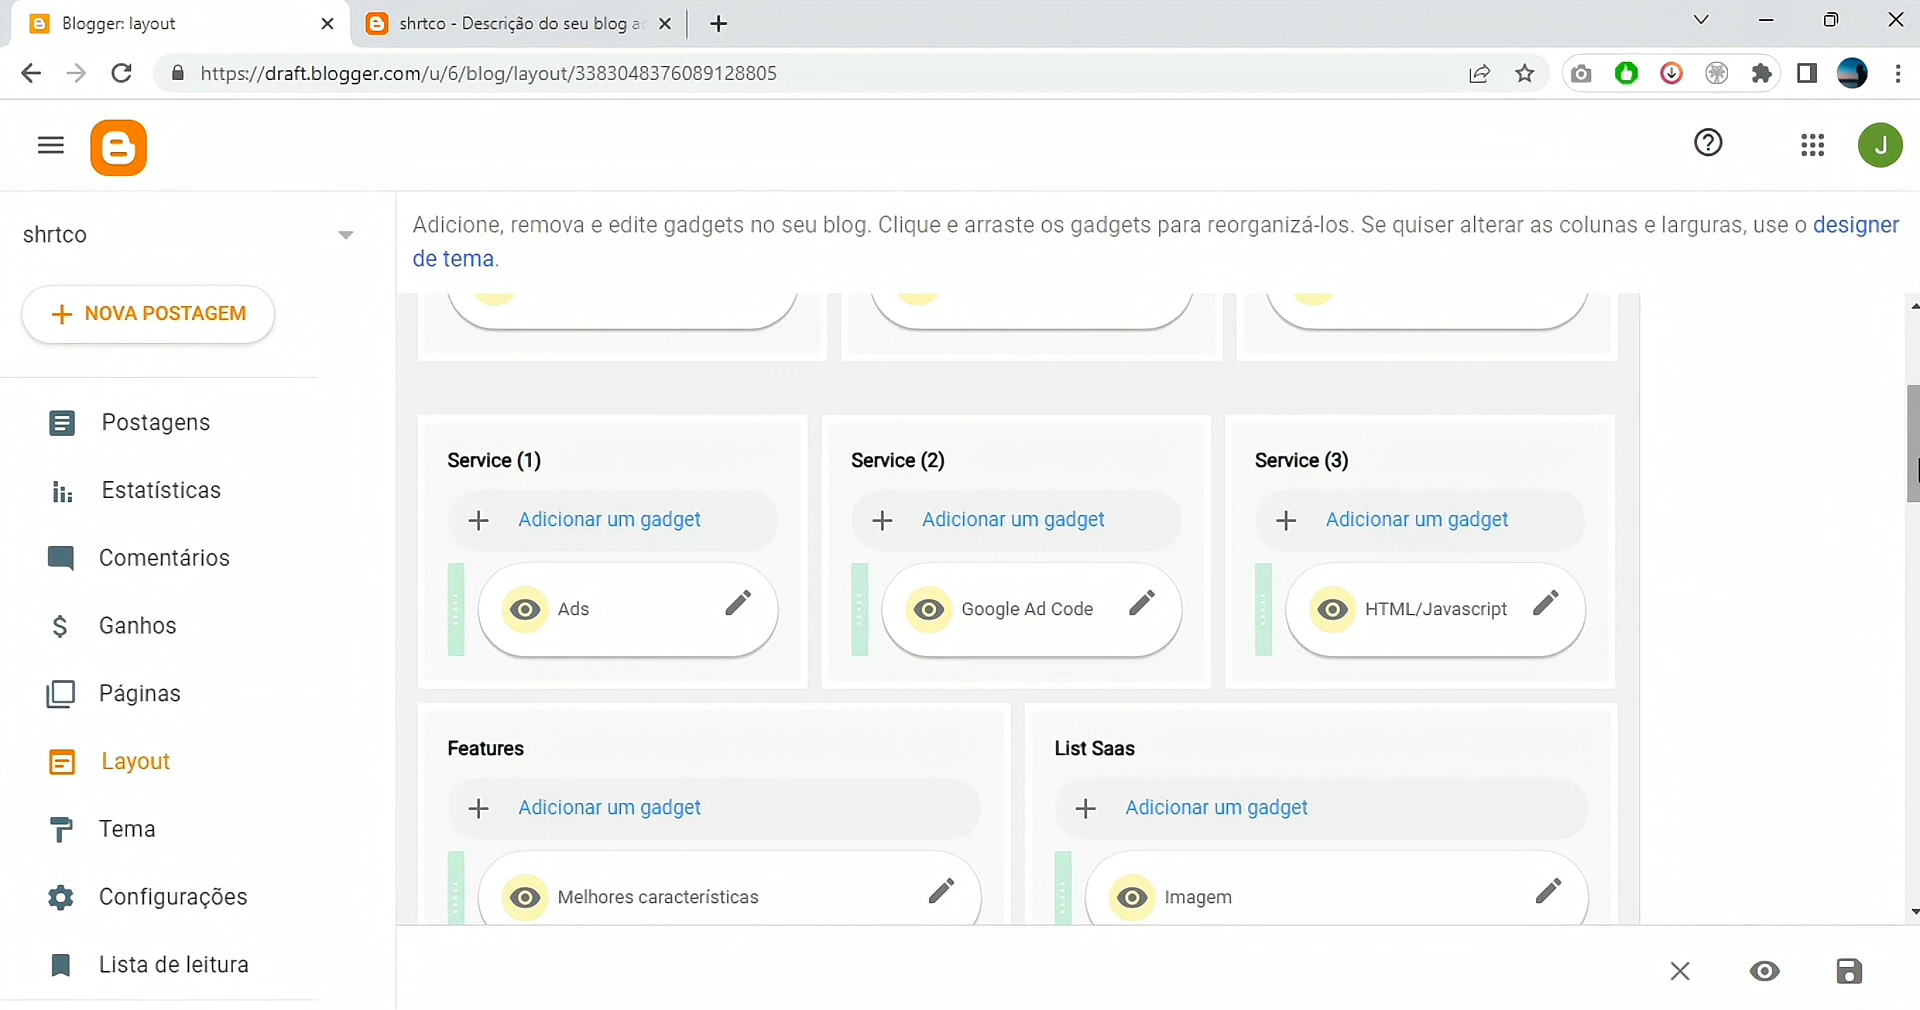 Blogger: layout
shrtco - Descrição do seu blog ac
https://draft.blogger.com/u/6/blog/layout/3383048376089128805
J
shrtco
NOVA POSTAGEM
Postagens
Estatísticas
Comentários
Ganhos
Páginas
Layout
Tema
Configurações
Lista de leitura
Adicione, remova e edite gadgets no seu blog. Clique e arraste os gadgets para reorganizá-los. Se quiser alterar as colunas e larguras, use o designer
de tema.
Service (1)
Adicionar um gadget
Ads
Service (2)
Adicionar um gadget
Google Ad Code
Service (3)
Adicionar um gadget
HTML/Javascript
Features
Adicionar um gadget
Melhores características
List Saas
Adicionar um gadget
Imagem